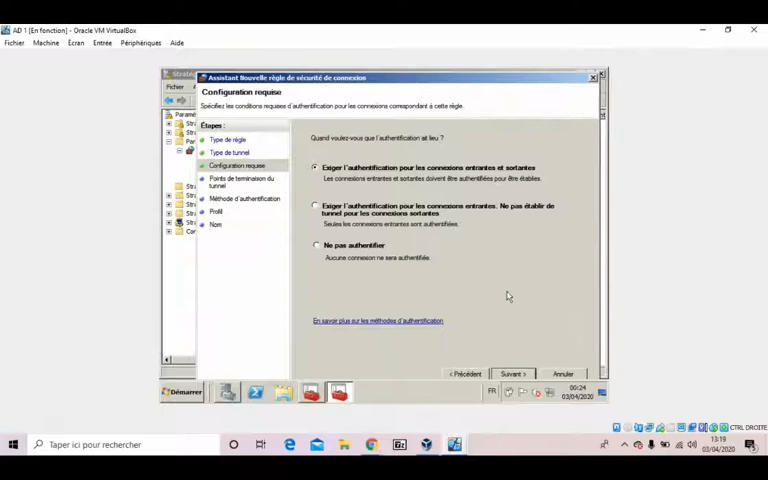 AD 1 [En fonction] - Oracle VM VirtualBox
Fichier Machine Écran Entrée Périphériques Aide
Assistant Nouvelle règle de sécurité de connexion
Configuration requise
Spécifiez les conditions requises d'authentification pour les connexions correspondant à cette règle.
Fichier
Étapes :
Type de règle
Type de tunnel
Configuration requise
Points de terminaison du
tunnel
Méthode d'authentification
Profil
Nom
Quand voulez-vous que l'authentification ait lieu ?
Exiger l'authentification pour les connexions entrantes et sortantes
Les connexions entrantes et sortantes doivent être authentifiées pour être établies.
Exiger l'authentification pour les connexions entrantes. Ne pas établir de
tunnel pour les connexions sortantes
Seules les connexions entrantes sont authentifiées.
Ne pas authentifier
Aucune connexion ne sera authentifiée.
En savoir plus sur les méthodes d'authentification
< Précédent Suivant > Annuler
Démarrer
FR
00:24
03/04/2020
CTRL DROITE
Taper ici pour rechercher
13:19
03/04/2020